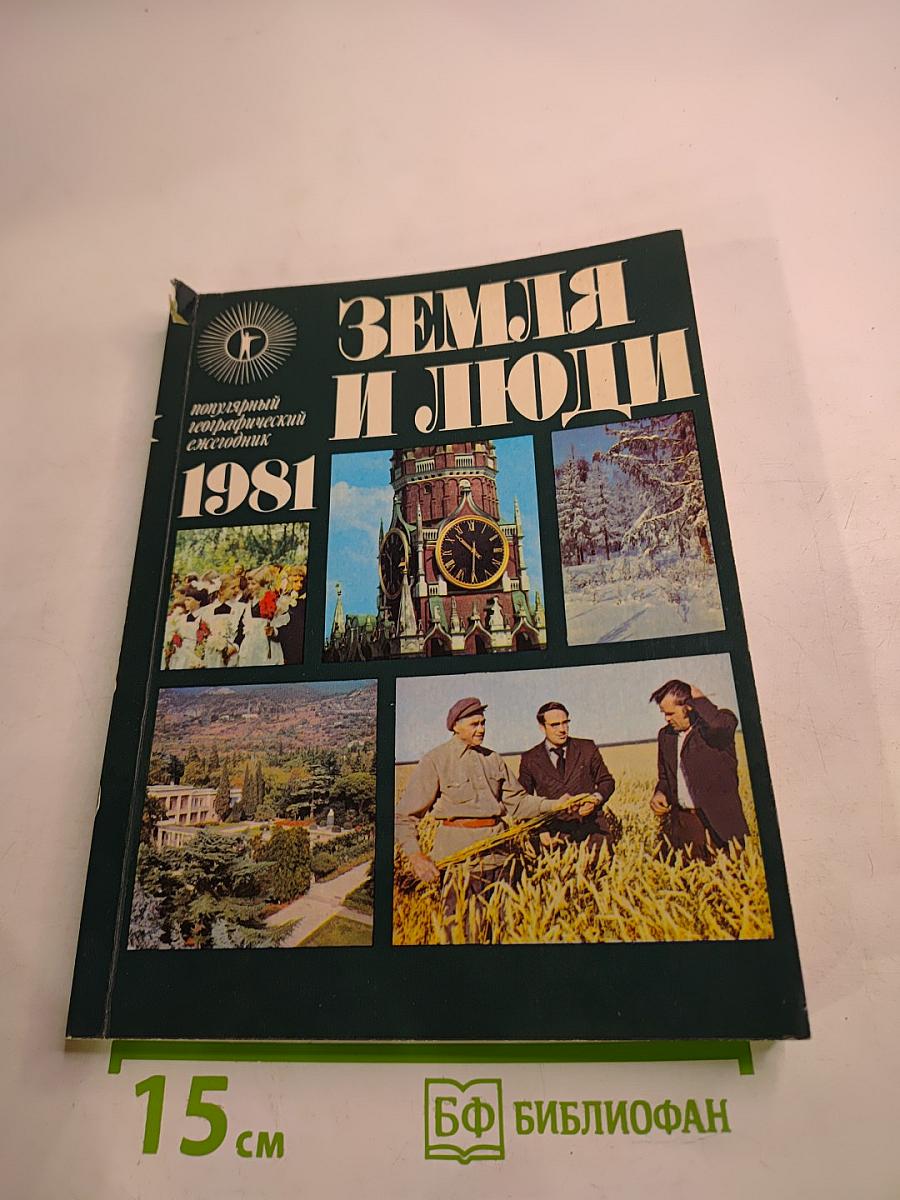 ЗЕМЛЯ
И ЛЮДИ
популярный
географический
ежегодник
1981
15 см
БФ БИБЛИОФАН